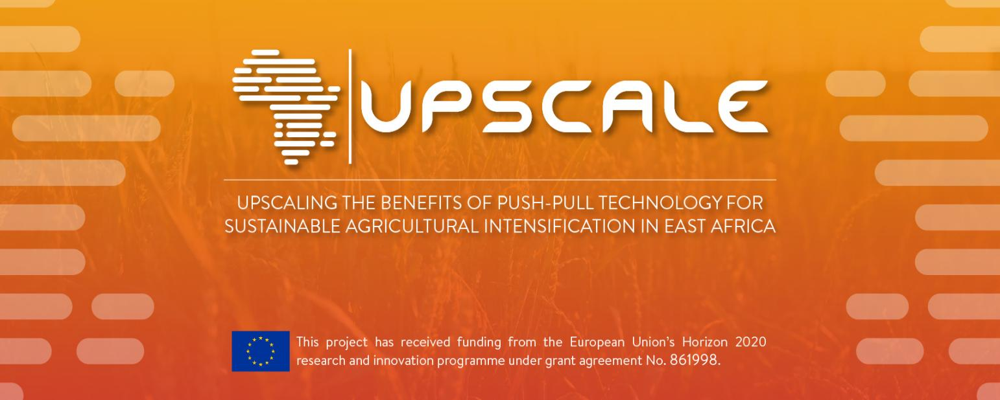 UPSCALE
UPSCALING THE BENEFITS OF PUSH-PULL TECHNOLOGY FOR
SUSTAINABLE AGRICULTURAL INTENSIFICATION IN EAST AFRICA
This project has received funding from the European Union's Horizon 2020
research and innovation programme under grant agreement No. 861998.